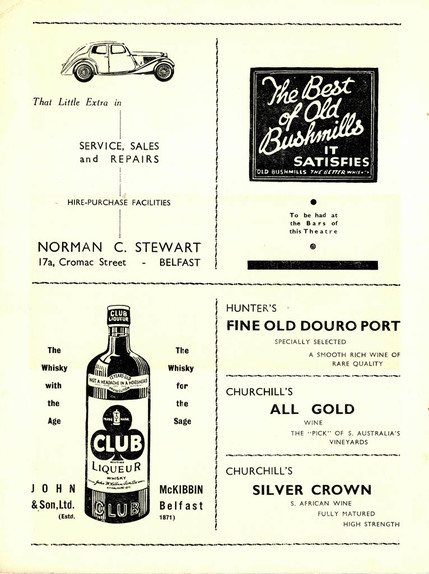 That Little Extra in
SERVICE, SALES
and REPAIRS
HIRE-PURCHASE FACILITIES
NORMAN C. STEWART
17a, Cromac Street - BELFAST
The Best
of Old
Bushmills
IT
SATISFIES
OLD BUSHMILLS THE BETTER WHISKY
To be had at
the Bars of
this Theatre
The
Whisky
with
the
Age
CLUB
LIQUEUR
NOT A HEADACHE IN A HOGSHEAD
TRADE MARK
CLUB
LIQUEUR
WHISKY
CLUB
The
Whisky
for
the
Sage
JOHN McKIBBIN
& Son, Ltd. Belfast
(Estd. 1871)
HUNTER'S
FINE OLD DOURO PORT
SPECIALLY SELECTED
A SMOOTH RICH WINE OF
RARE QUALITY
CHURCHILL'S
ALL GOLD
WINE
THE "PICK" OF S. AUSTRALIA'S
VINEYARDS
CHURCHILL'S
SILVER CROWN
S. AFRICAN WINE
FULLY MATURED
HIGH STRENGTH